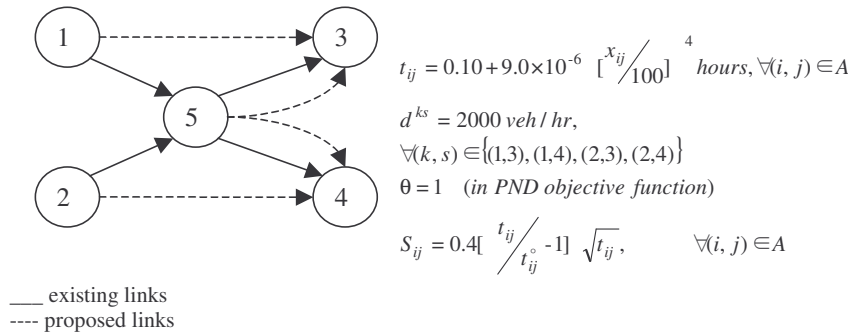 1
3
t_ij = 0.10+9.0×10^-6 [x_ij/100]^4 hours, ∀(i, j) ∈A
5
d^ks = 2000 veh / hr,
∀(k, s) ∈{(1,3), (1,4), (2,3), (2,4)}
2
4
θ = 1 (in PND objective function)
S_ij = 0.4[ t_ij/t_ij° -1] √t_ij, ∀(i, j) ∈A
___ existing links
---- proposed links